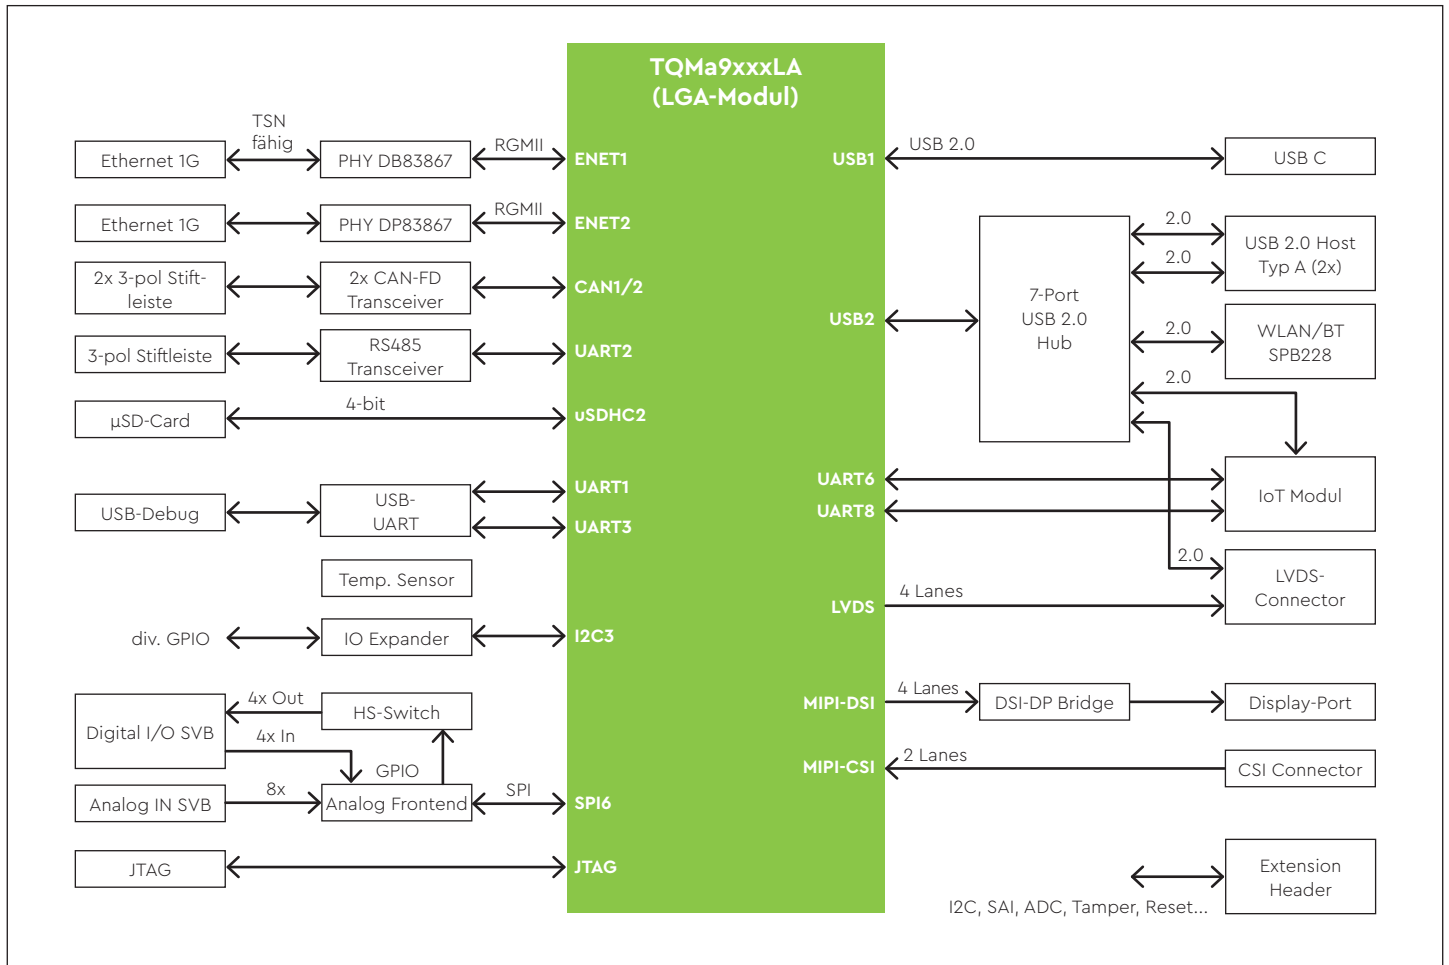 TQMa9xxxLA
(LGA-Modul)
TSN
fähig
Ethernet 1G
PHY DB83867
RGMII
ENET1
Ethernet 1G
PHY DP83867
RGMII
ENET2
2x 3-pol Stift-
leiste
2x CAN-FD
Transceiver
CAN1/2
3-pol Stiftleiste
RS485
Transceiver
UART2
µSD-Card
4-bit
uSDHC2
USB-Debug
USB-
UART
UART1
UART3
Temp. Sensor
div. GPIO
IO Expander
I2C3
Digital I/O SVB
4x Out
HS-Switch
4x In
GPIO
Analog IN SVB
8x
Analog Frontend
SPI
SPI6
JTAG
JTAG
USB1
USB 2.0
USB C
USB2
7-Port
USB 2.0
Hub
2.0
2.0
USB 2.0 Host
Typ A (2x)
2.0
WLAN/BT
SPB228
2.0
UART6
UART8
IoT Modul
2.0
LVDS
4 Lanes
LVDS-
Connector
MIPI-DSI
4 Lanes
DSI-DP Bridge
Display-Port
MIPI-CSI
2 Lanes
CSI Connector
I2C, SAI, ADC, Tamper, Reset...
Extension
Header